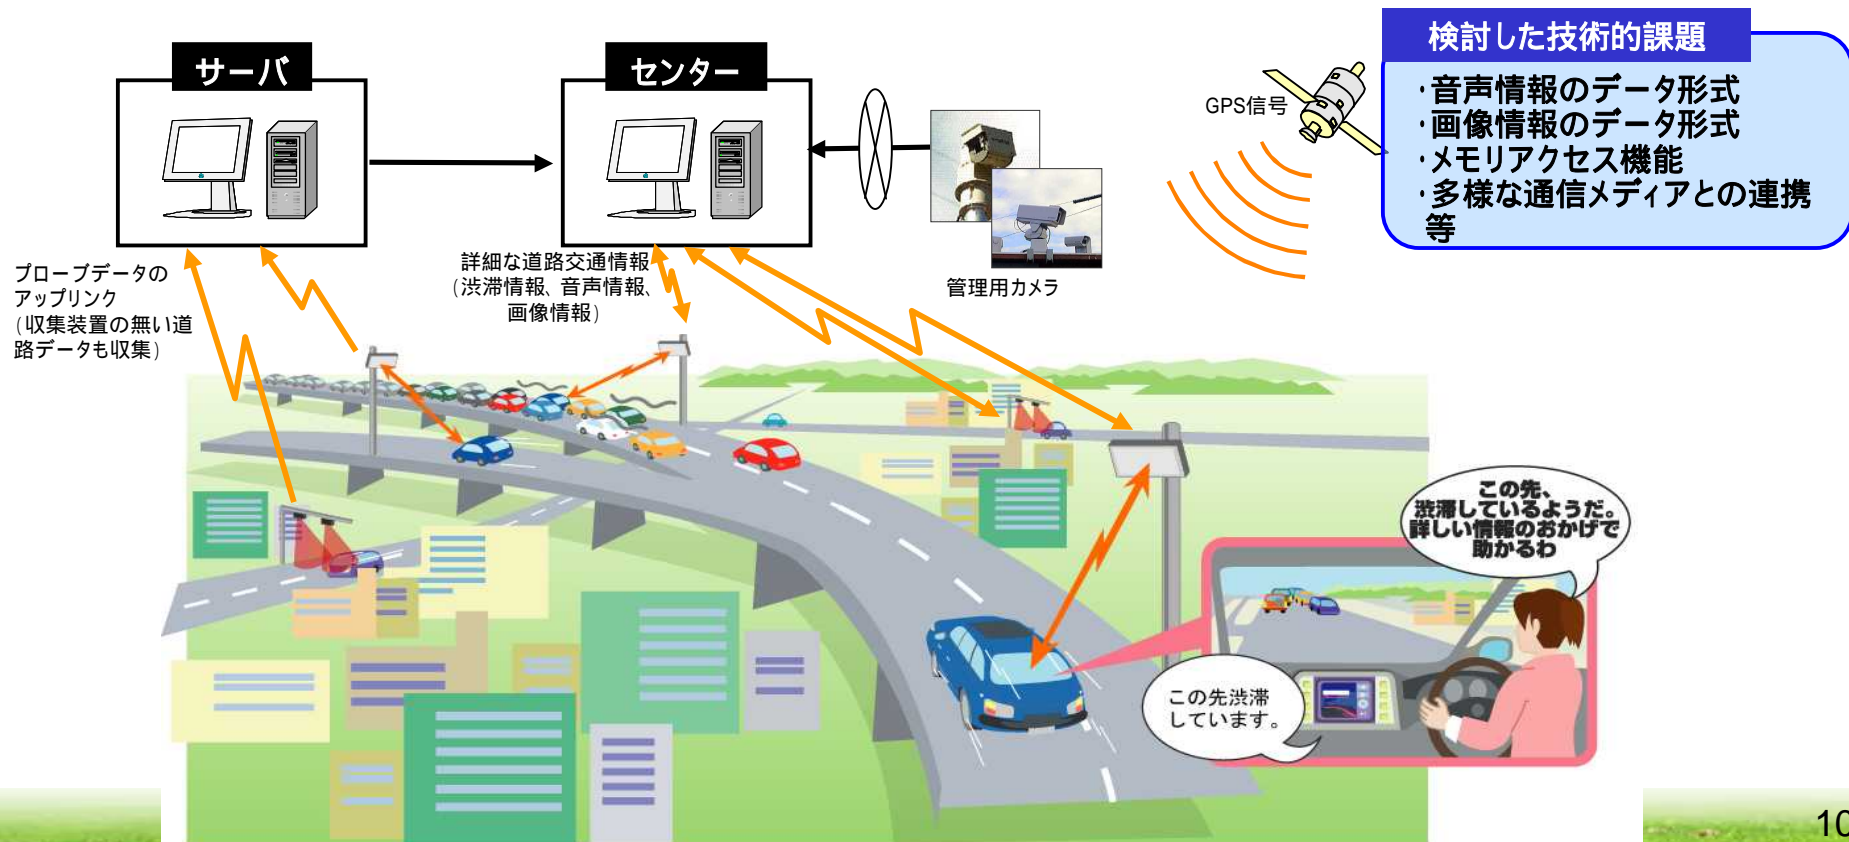 サーバ
センター
GPS信号
検討した技術的課題
・音声情報のデータ形式
・画像情報のデータ形式
・メモリアクセス機能
・多様な通信メディアとの連携
等
プローブデータの
アップリンク
(収集装置の無い道
路データも収集)
詳細な道路交通情報
(渋滞情報、音声情報、
画像情報)
管理用カメラ
この先、
渋滞しているようだ。
詳しい情報のおかげで
助かるわ
この先渋滞
しています。
10